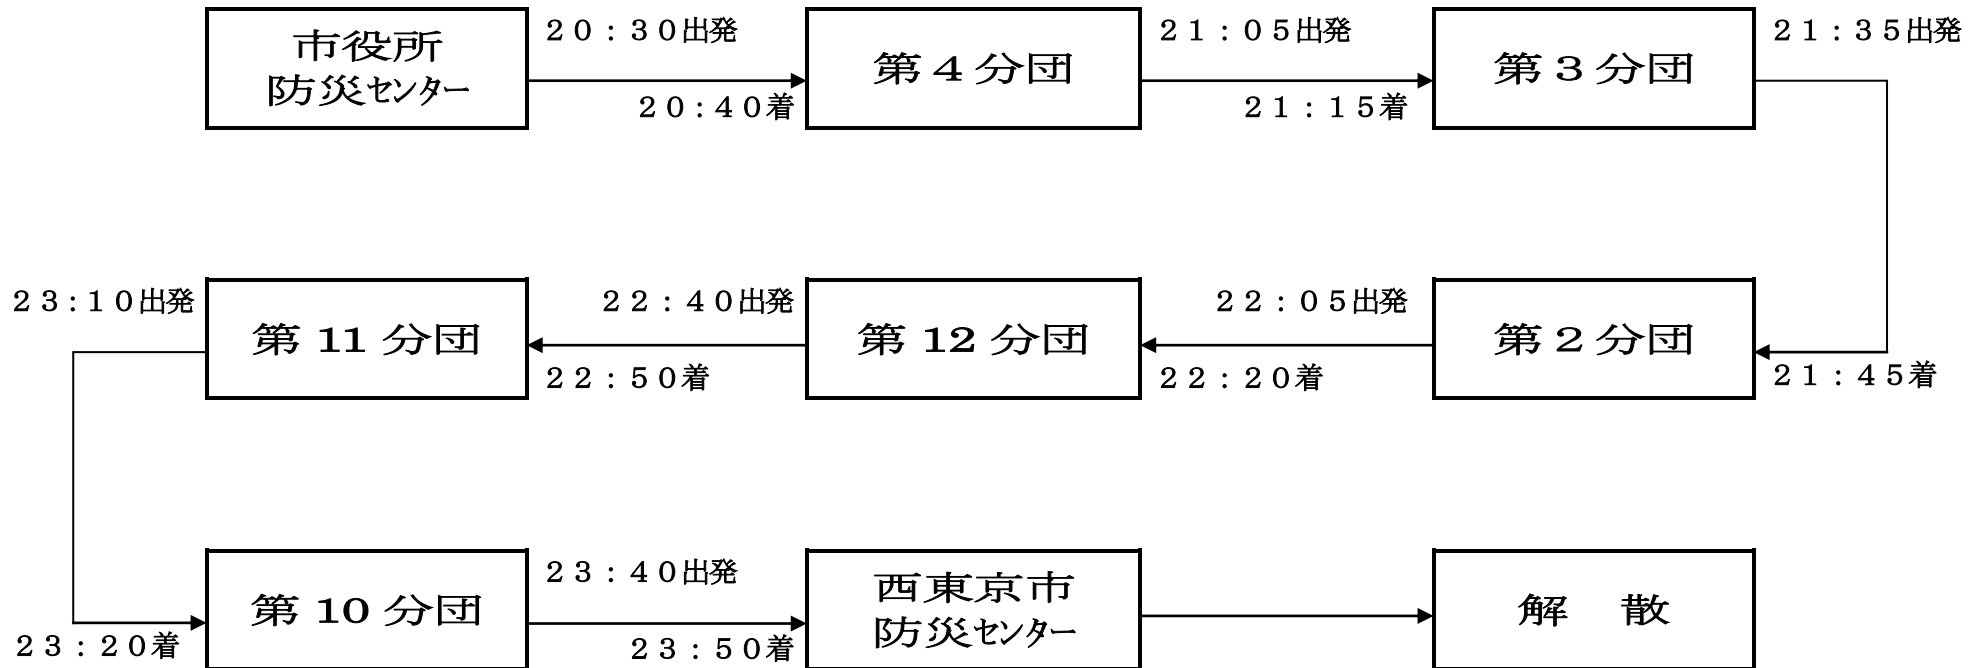 市役所
防災センター
２０：３０出発
２０：４０着
第４分団
２１：０５出発
２１：１５着
第３分団
２１：３５出発
２１：４５着
第２分団
２２：０５出発
２２：２０着
第12分団
２２：４０出発
２２：５０着
第11分団
２３：１０出発
２３：２０着
第10分団
２３：４０出発
２３：５０着
西東京市
防災センター
解　散